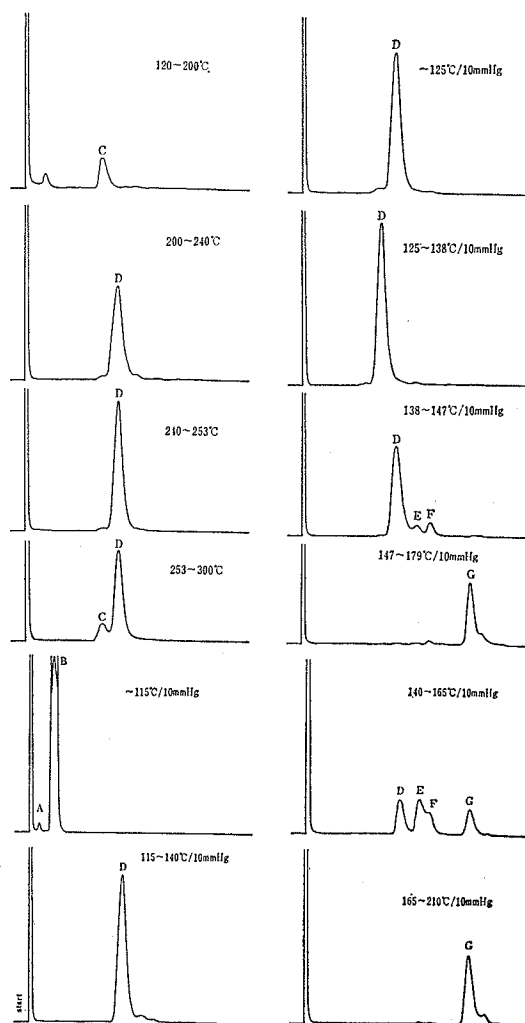 120~200℃
C
200~240℃
D
240~253℃
D
253~300℃
C
D
~115℃/10mmHg
A
B
115~140℃/10mmHg
D
start
~125℃/10mmHg
D
125~138℃/10mmHg
D
138~147℃/10mmHg
D
E
F
147~179℃/10mmHg
G
140~165℃/10mmHg
D
E
F
G
165~210℃/10mmHg
G